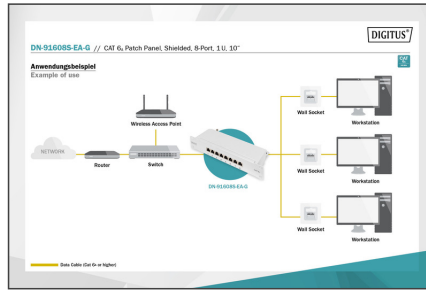 DIGITUS®
DN-91608S-EA-G // CAT 6A Patch Panel, Shielded, 8-Port, 1 U, 10"
Anwendungsbeispiel
Example of use
CAT
Wireless Access Point
Wall Socket
Workstation
NETWORK
Router
Switch
DN-91608S-EA-G
Wall Socket
Workstation
Wall Socket
Workstation
Data Cable (Cat 6A or higher)